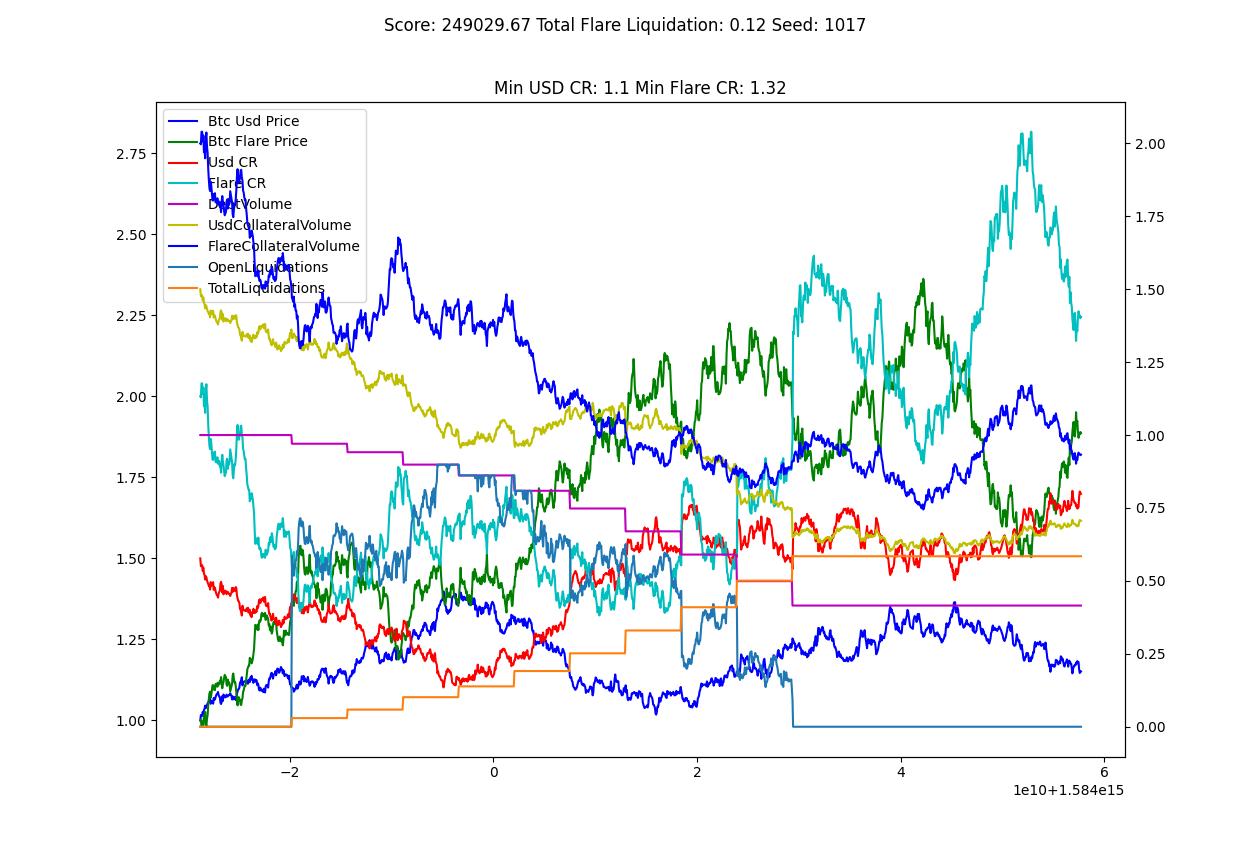 Score: 249029.67 Total Flare Liquidation: 0.12 Seed: 1017
Min USD CR: 1.1 Min Flare CR: 1.32
Btc Usd Price
Btc Flare Price
Usd CR
Flare CR
DebtVolume
UsdCollateralVolume
FlareCollateralVolume
OpenLiquidations
TotalLiquidations
2.75
2.50
2.25
2.00
1.75
1.50
1.25
1.00
2.00
1.75
1.50
1.25
1.00
0.75
0.50
0.25
0.00
−2 0 2 4 6
1e10+1.584e15